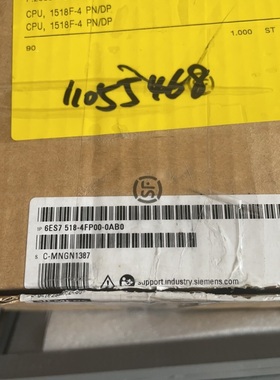 CPU, 1518F-4 PN/DP
CPU, 1518F-4 PN/DP
90
1.000 ST
11055468
SF
1P 6ES7 518-4FP00-0AB0
S C-MNGN1387
support.industry.siemens.com